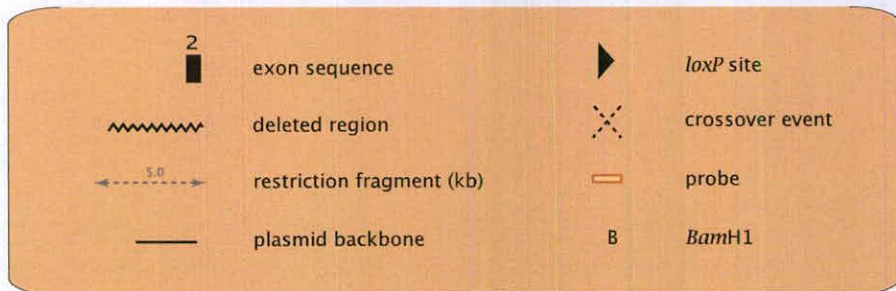 2
exon sequence
loxP site
deleted region
crossover event
5.0
restriction fragment (kb)
probe
plasmid backbone
B
BamH1